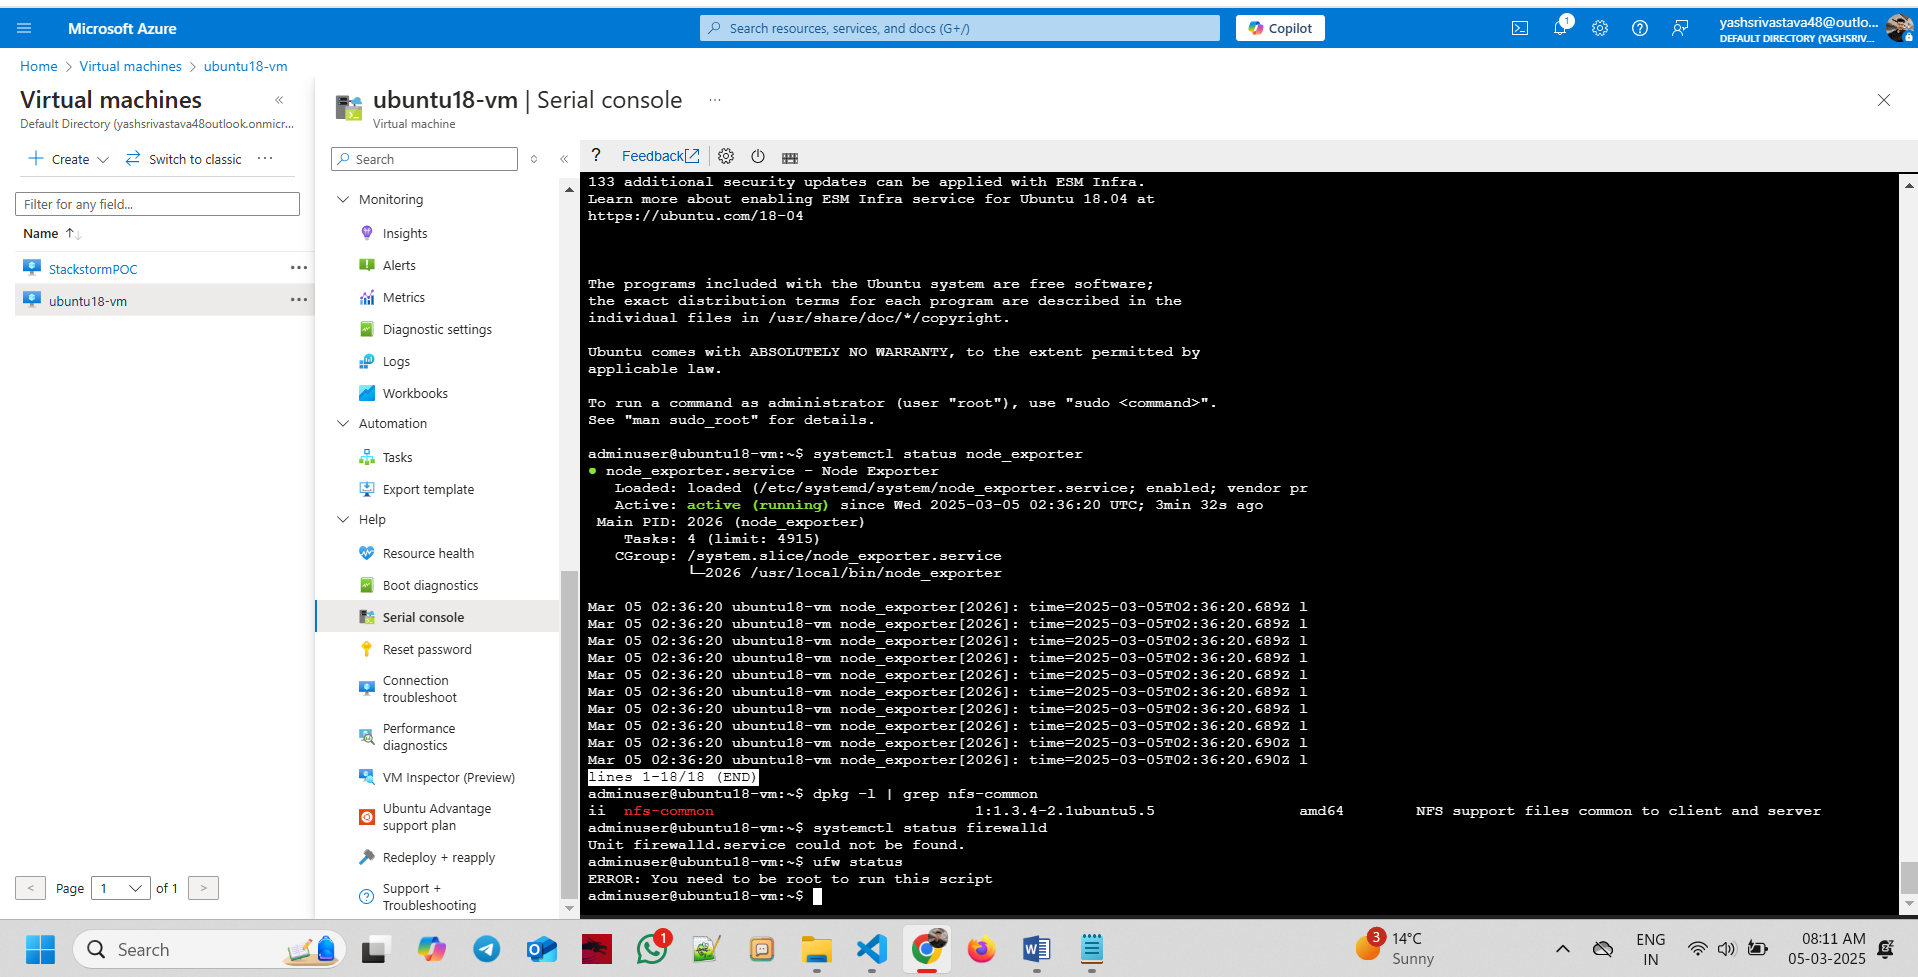 Microsoft Azure
Search resources, services, and docs (G+/)
Copilot
1
yashsrivastava48@outlo...
DEFAULT DIRECTORY (YASHSRIV...
Home > Virtual machines > ubuntu18-vm
Virtual machines
Default Directory (yashsrivastava48outlook.onmicr...
+ Create
Switch to classic
...
Filter for any field...
Name ↑↓
StackstormPOC
ubuntu18-vm
< Page 1 of 1 >
ubuntu18-vm | Serial console
...
Virtual machine
Search
Monitoring
Insights
Alerts
Metrics
Diagnostic settings
Logs
Workbooks
Automation
Tasks
Export template
Help
Resource health
Boot diagnostics
Serial console
Reset password
Connection
troubleshoot
Performance
diagnostics
VM Inspector (Preview)
Ubuntu Advantage
support plan
Redeploy + reapply
Support +
Troubleshooting
? Feedback
133 additional security updates can be applied with ESM Infra.
Learn more about enabling ESM Infra service for Ubuntu 18.04 at
https://ubuntu.com/18-04
The programs included with the Ubuntu system are free software;
the exact distribution terms for each program are described in the
individual files in /usr/share/doc/*/copyright.
Ubuntu comes with ABSOLUTELY NO WARRANTY, to the extent permitted by
applicable law.
To run a command as administrator (user "root"), use "sudo <command>".
See "man sudo_root" for details.
adminuser@ubuntu18-vm:~$ systemctl status node_exporter
● node_exporter.service - Node Exporter
Loaded: loaded (/etc/systemd/system/node_exporter.service; enabled; vendor pr
Active: active (running) since Wed 2025-03-05 02:36:20 UTC; 3min 32s ago
Main PID: 2026 (node_exporter)
Tasks: 4 (limit: 4915)
CGroup: /system.slice/node_exporter.service
└─2026 /usr/local/bin/node_exporter
Mar 05 02:36:20 ubuntu18-vm node_exporter[2026]: time=2025-03-05T02:36:20.689Z l
Mar 05 02:36:20 ubuntu18-vm node_exporter[2026]: time=2025-03-05T02:36:20.689Z l
Mar 05 02:36:20 ubuntu18-vm node_exporter[2026]: time=2025-03-05T02:36:20.689Z l
Mar 05 02:36:20 ubuntu18-vm node_exporter[2026]: time=2025-03-05T02:36:20.689Z l
Mar 05 02:36:20 ubuntu18-vm node_exporter[2026]: time=2025-03-05T02:36:20.689Z l
Mar 05 02:36:20 ubuntu18-vm node_exporter[2026]: time=2025-03-05T02:36:20.689Z l
Mar 05 02:36:20 ubuntu18-vm node_exporter[2026]: time=2025-03-05T02:36:20.689Z l
Mar 05 02:36:20 ubuntu18-vm node_exporter[2026]: time=2025-03-05T02:36:20.689Z l
Mar 05 02:36:20 ubuntu18-vm node_exporter[2026]: time=2025-03-05T02:36:20.690Z l
Mar 05 02:36:20 ubuntu18-vm node_exporter[2026]: time=2025-03-05T02:36:20.690Z l
lines 1-18/18 (END)
adminuser@ubuntu18-vm:~$ dpkg -l | grep nfs-common
ii nfs-common 1:1.3.4-2.1ubuntu5.5 amd64 NFS support files common to client and server
adminuser@ubuntu18-vm:~$ systemctl status firewalld
Unit firewalld.service could not be found.
adminuser@ubuntu18-vm:~$ ufw status
ERROR: You need to be root to run this script
adminuser@ubuntu18-vm:~$
Search
1
3
14°C
Sunny
ENG
IN
08:11 AM
05-03-2025